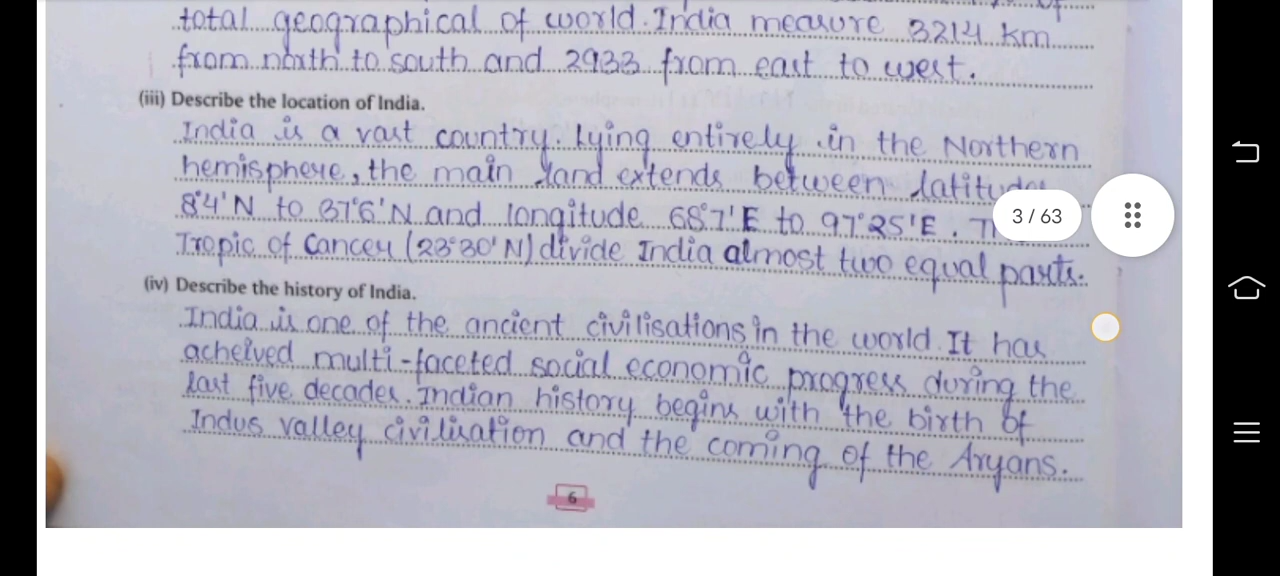 total geographical of world. India measure 3214 km
from north to south and 2933 from east to west.
(iii) Describe the location of India.
India is a vast country. Lying entirely in the Northern
hemisphere, the main land extends between latitudes
8°4'N to 37°6'N and longitude 68°7'E to 97°25'E.
3 / 63
Tropic of Cancer (23°30'N) divide India almost two equal parts.
(iv) Describe the history of India.
India is one of the ancient civilisations in the world. It has
acheived multi-faceted social economic progress during the
last five decades. Indian history begins with the birth of
Indus valley civilisation and the coming of the Aryans.
6